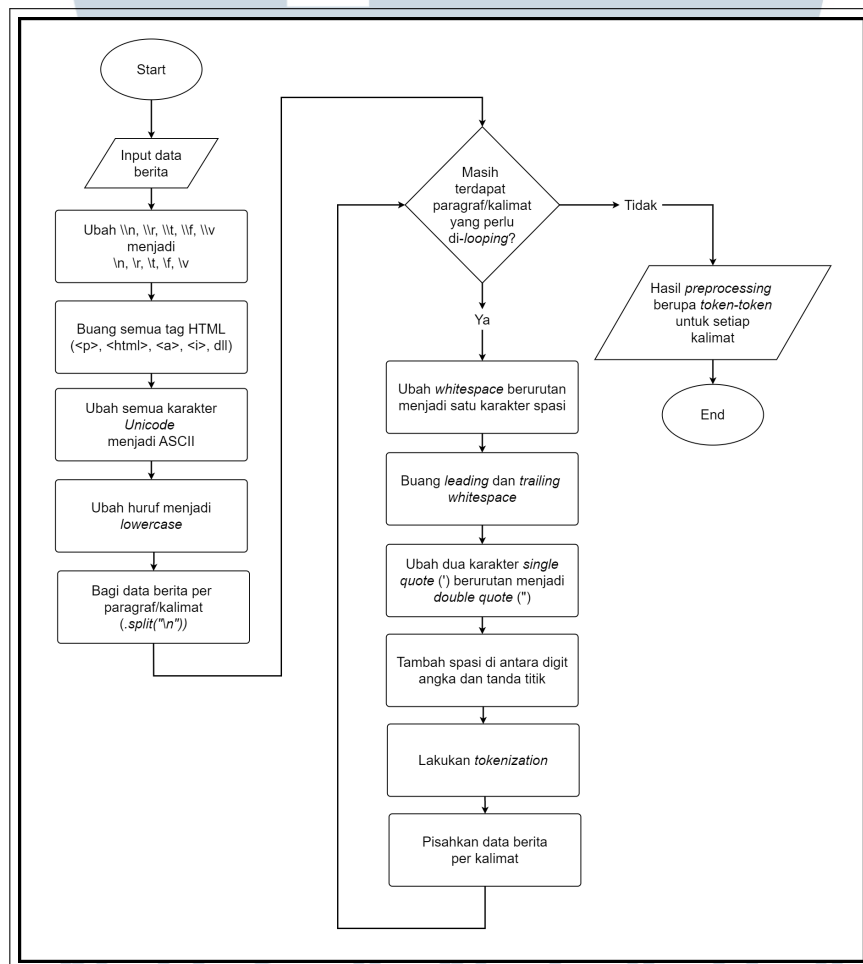 Start
Input data
berita
Ubah \\n, \\r, \\t, \\f, \\v
menjadi
\n, \r, \t, \f, \v
Buang semua tag HTML
(<p>, <html>, <a>, <i>, dll)
Ubah semua karakter
Unicode
menjadi ASCII
Ubah huruf menjadi
lowercase
Bagi data berita per
paragraf/kalimat
(.split("\n"))
Masih
terdapat
paragraf/kalimat
yang perlu
di-looping?
Tidak
Hasil preprocessing
berupa token-token
untuk setiap
kalimat
End
Ya
Ubah whitespace berurutan
menjadi satu karakter spasi
Buang leading dan trailing
whitespace
Ubah dua karakter single
quote (') berurutan menjadi
double quote (")
Tambah spasi di antara digit
angka dan tanda titik
Lakukan tokenization
Pisahkan data berita
per kalimat